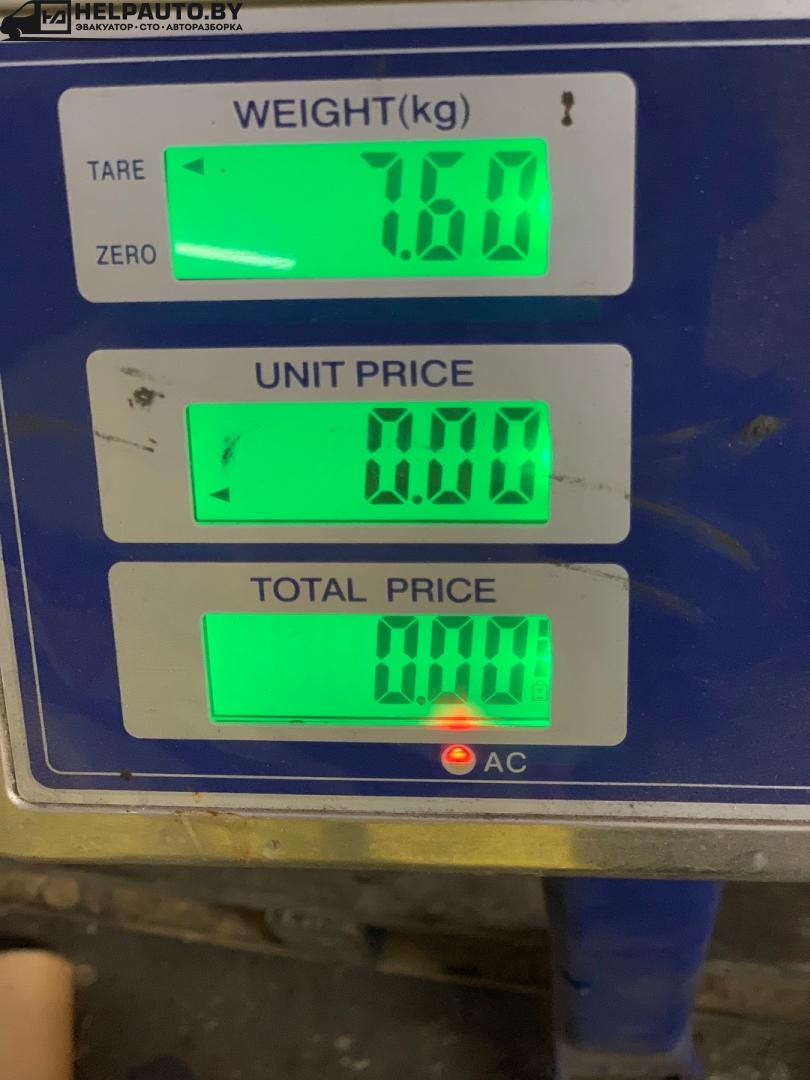 HELPAUTO.BY
ЭВАКУАТОР·СТО·АВТОРАЗБОРКА
WEIGHT(kg)
TARE
7.60
ZERO
UNIT PRICE
0.00
TOTAL PRICE
0.00
AC